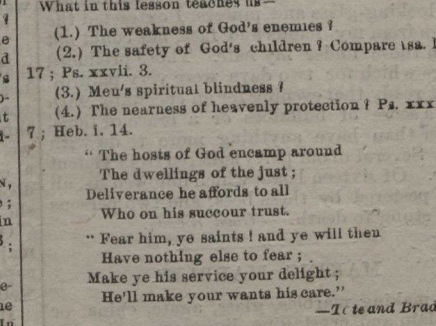 What in this lesson teaches us—
(1.) The weakness of God's enemies?
(2.) The safety of God's children? Compare Isa.
17; Ps. xxvii. 3.
(3.) Men's spiritual blindness?
(4.) The nearness of heavenly protection? Ps. xxx
7; Heb. i. 14.
" The hosts of God encamp around
The dwellings of the just;
Deliverance he affords to all
Who on his succour trust.
" Fear him, ye saints! and ye will then
Have nothing else to fear;
Make ye his service your delight;
He'll make your wants his care."
—Tate and Brad